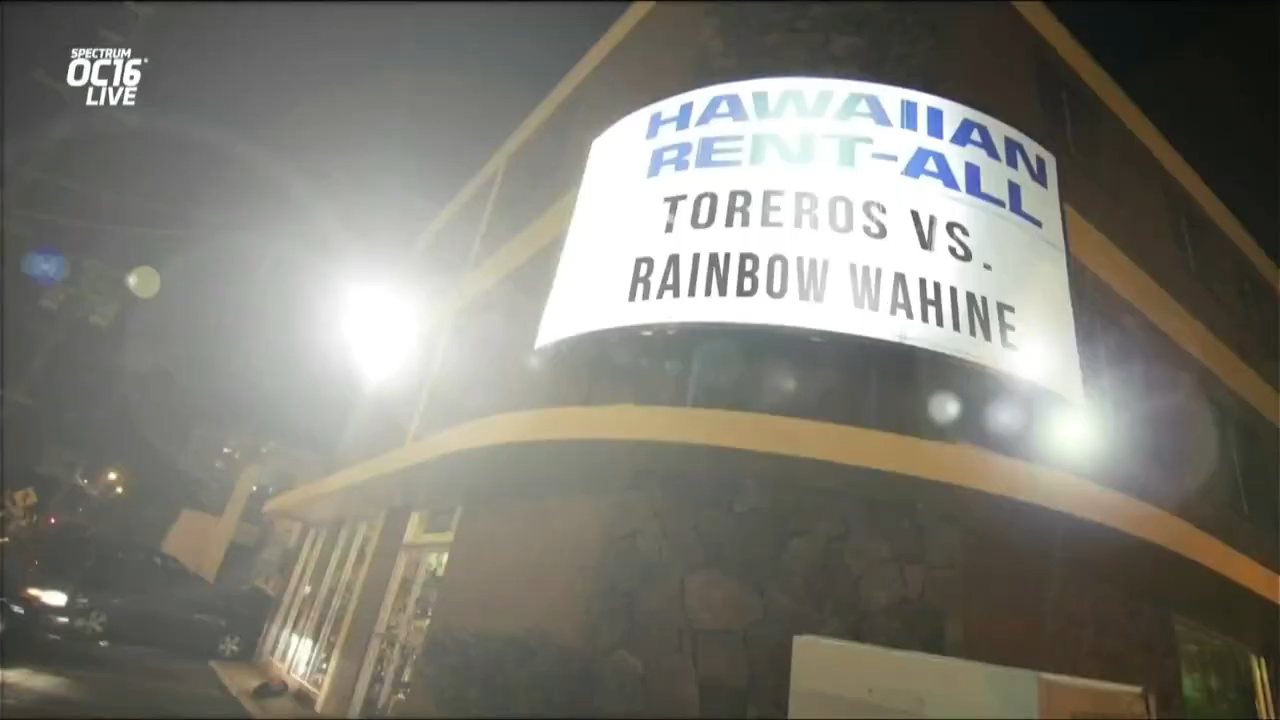 SPECTRUM
OC16
LIVE
HAWAIIAN
RENT-ALL
TOREROS VS.
RAINBOW WAHINE